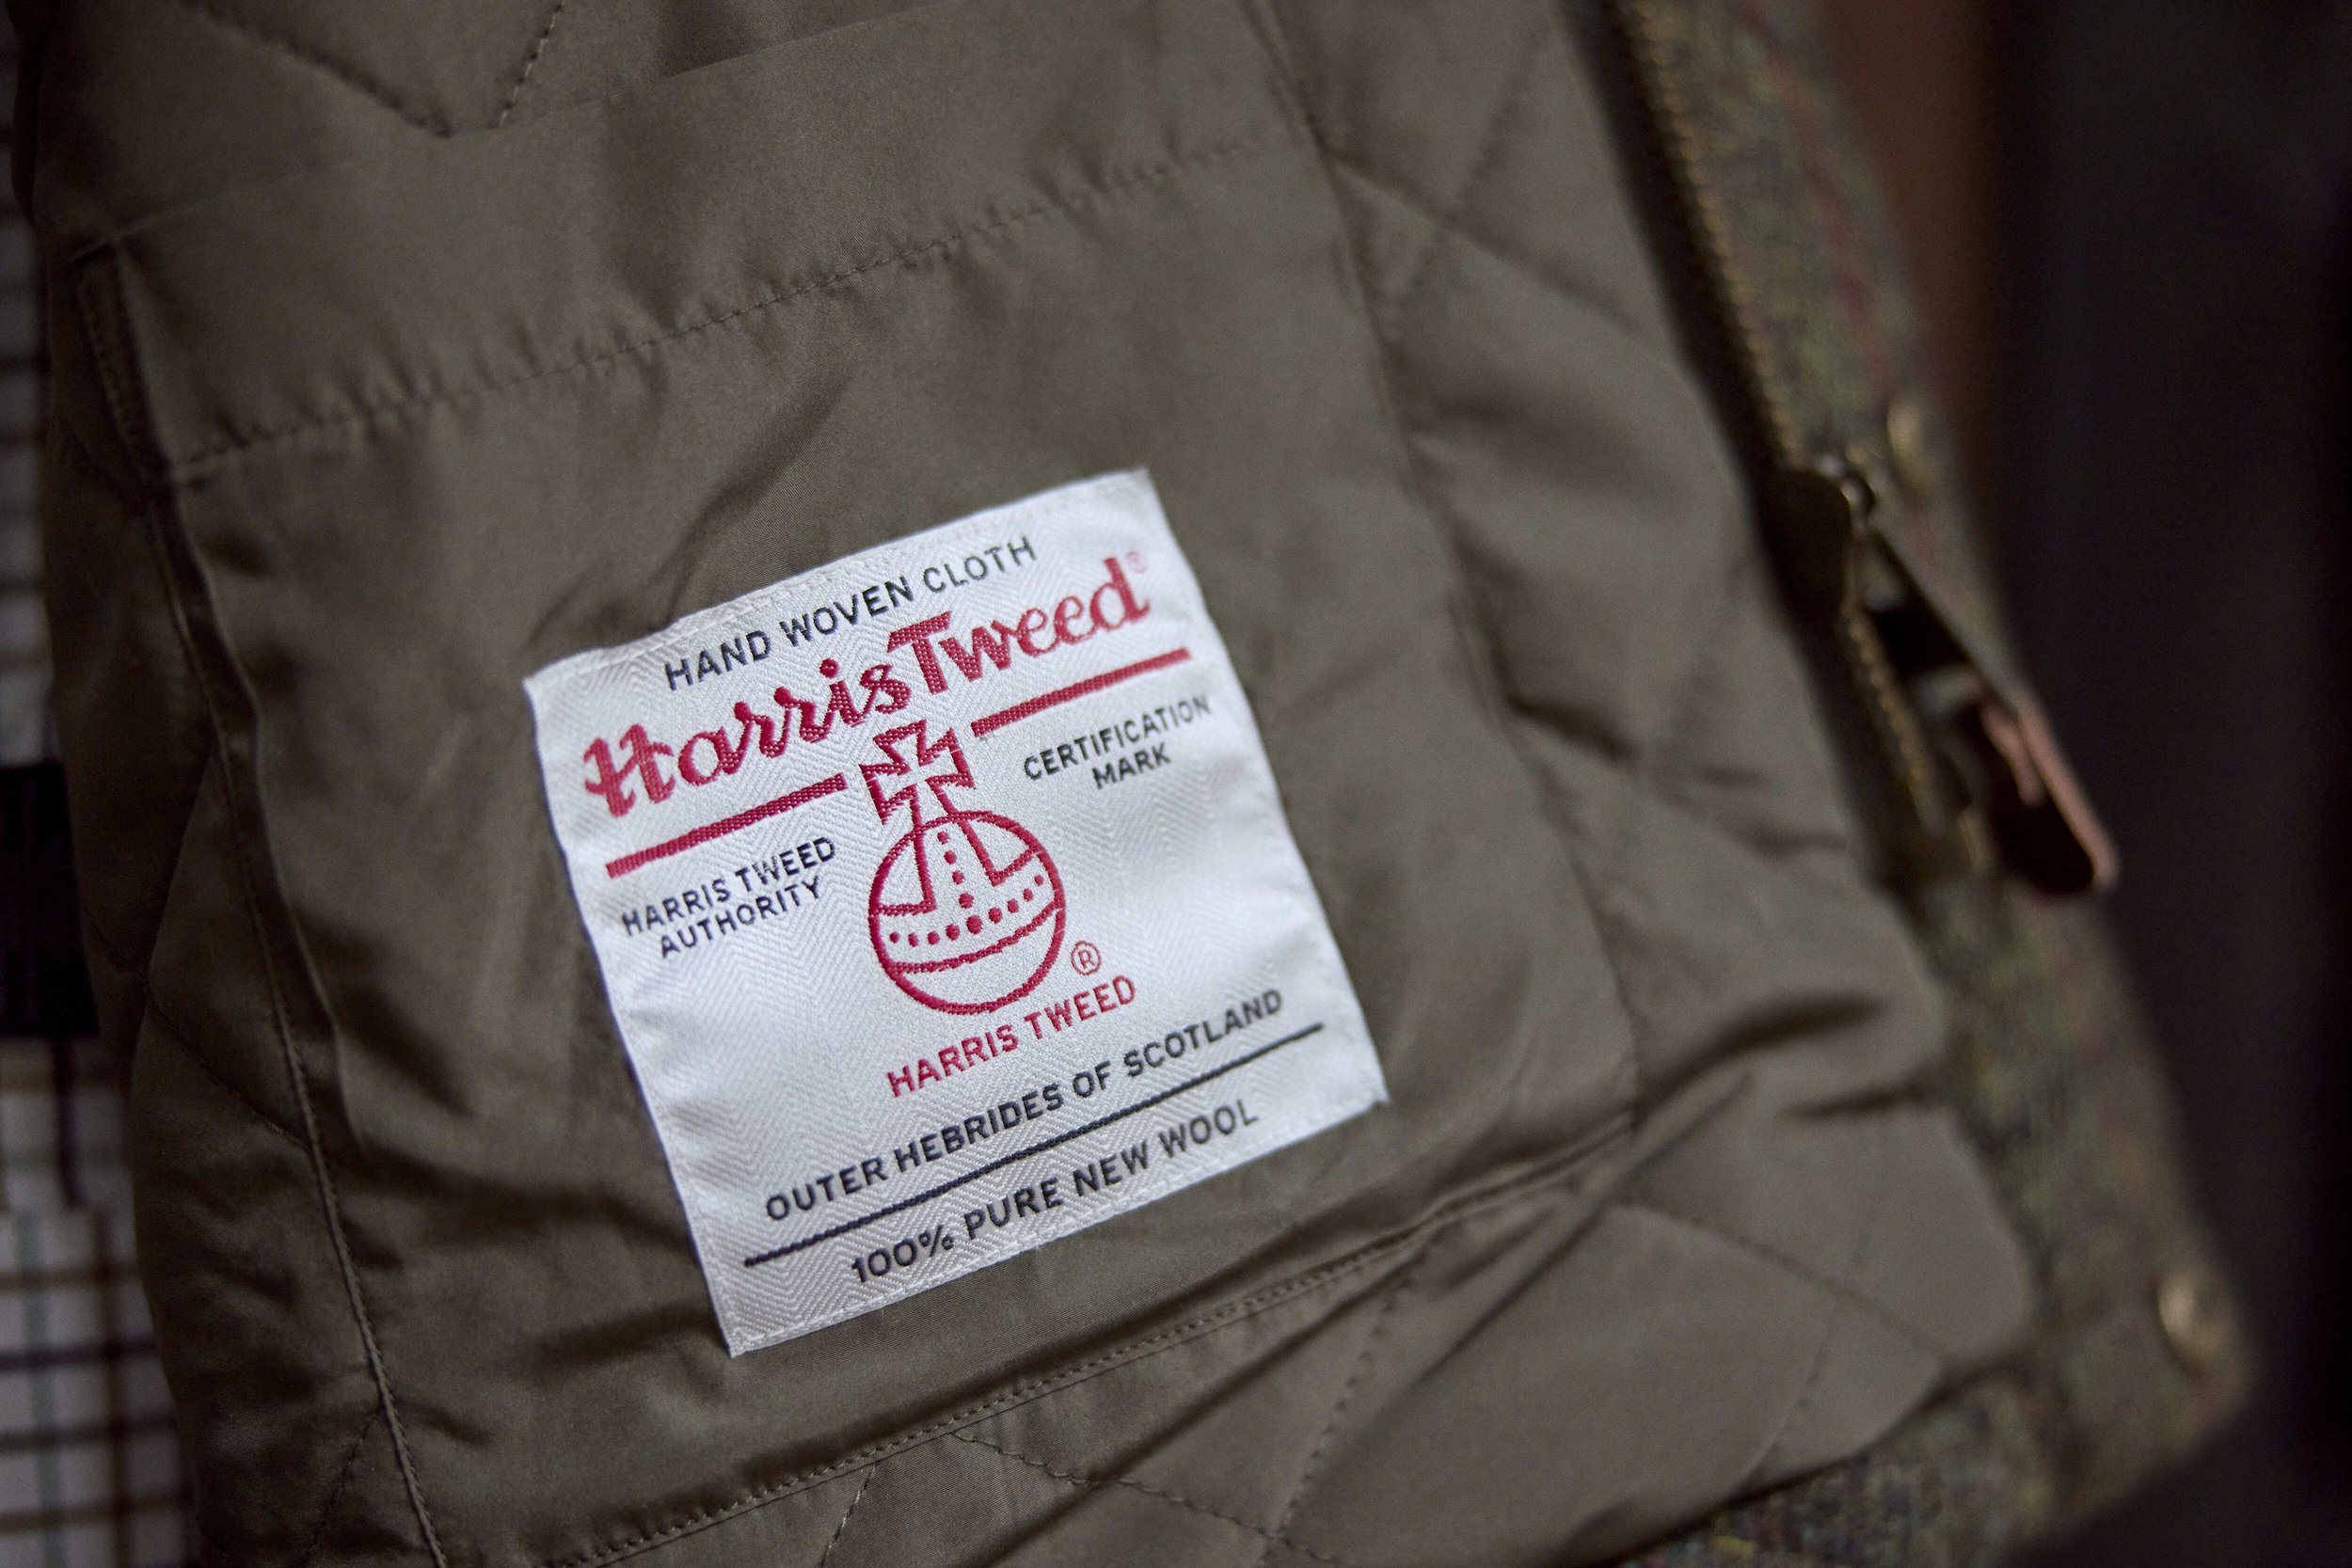 HAND WOVEN CLOTH
Harris Tweed®
CERTIFICATION
MARK
HARRIS TWEED
AUTHORITY
®
HARRIS TWEED
OUTER HEBRIDES OF SCOTLAND
100% PURE NEW WOOL